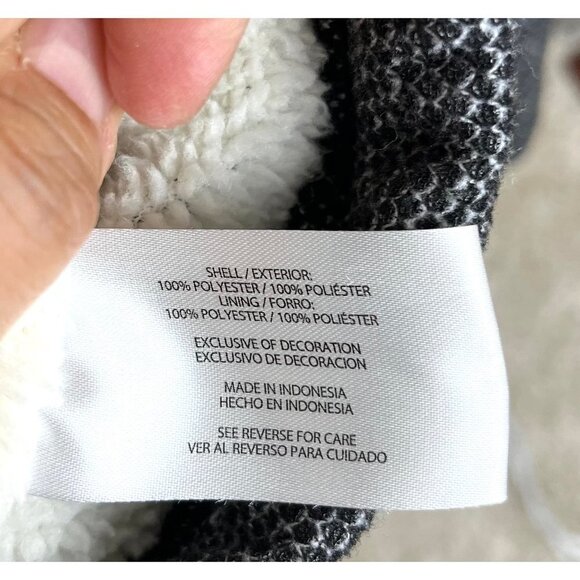 SHELL / EXTERIOR:
100% POLYESTER / 100% POLIÉSTER
LINING / FORRO:
100% POLYESTER / 100% POLIÉSTER
EXCLUSIVE OF DECORATION
EXCLUSIVO DE DECORACION
MADE IN INDONESIA
HECHO EN INDONESIA
SEE REVERSE FOR CARE
VER AL REVERSO PARA CUIDADO